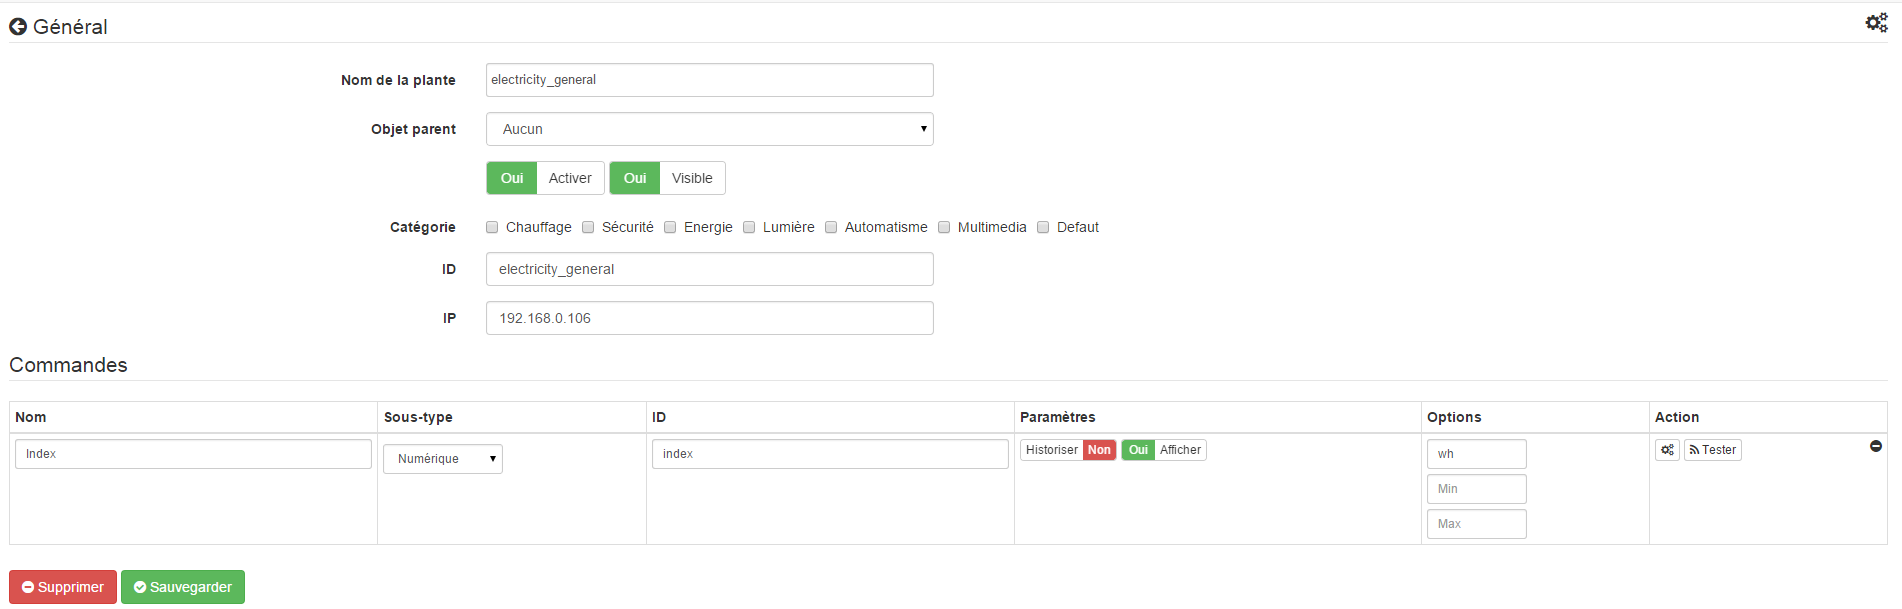 Général
Nom de la plante electricity_general
Objet parent Aucun
Oui Activer Oui Visible
Catégorie Chauffage Sécurité Energie Lumière Automatisme Multimedia Defaut
ID electricity_general
IP 192.168.0.106
Commandes
Nom Sous-type ID Paramètres Options Action
Index Numérique index Historiser Non Oui Afficher wh Tester
Min
Max
Supprimer Sauvegarder